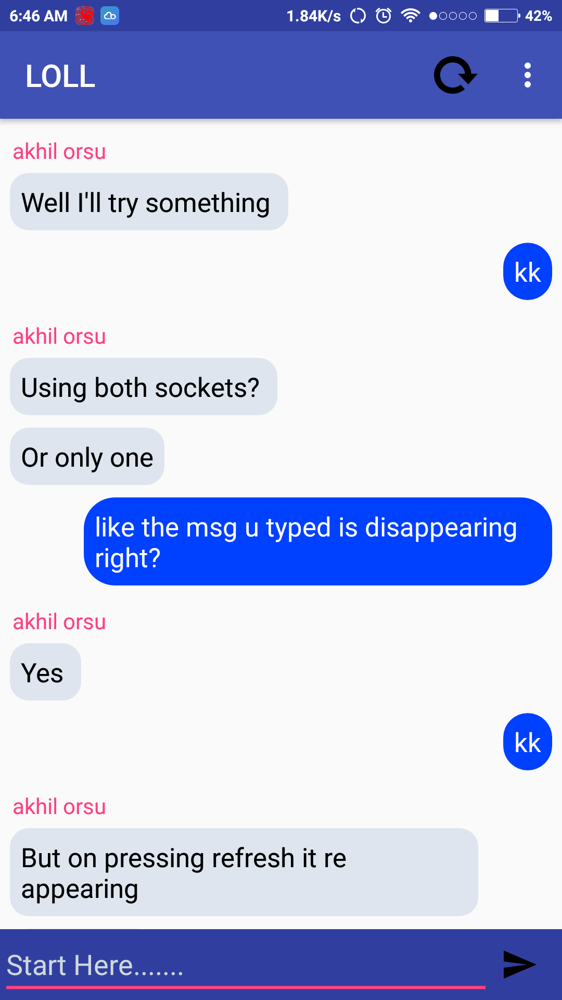 6:46 AM 1.84K/s 42%
LOLL
akhil orsu
Well I'll try something
kk
akhil orsu
Using both sockets?
Or only one
like the msg u typed is disappearing
right?
akhil orsu
Yes
kk
akhil orsu
But on pressing refresh it re
appearing
Start Here.......